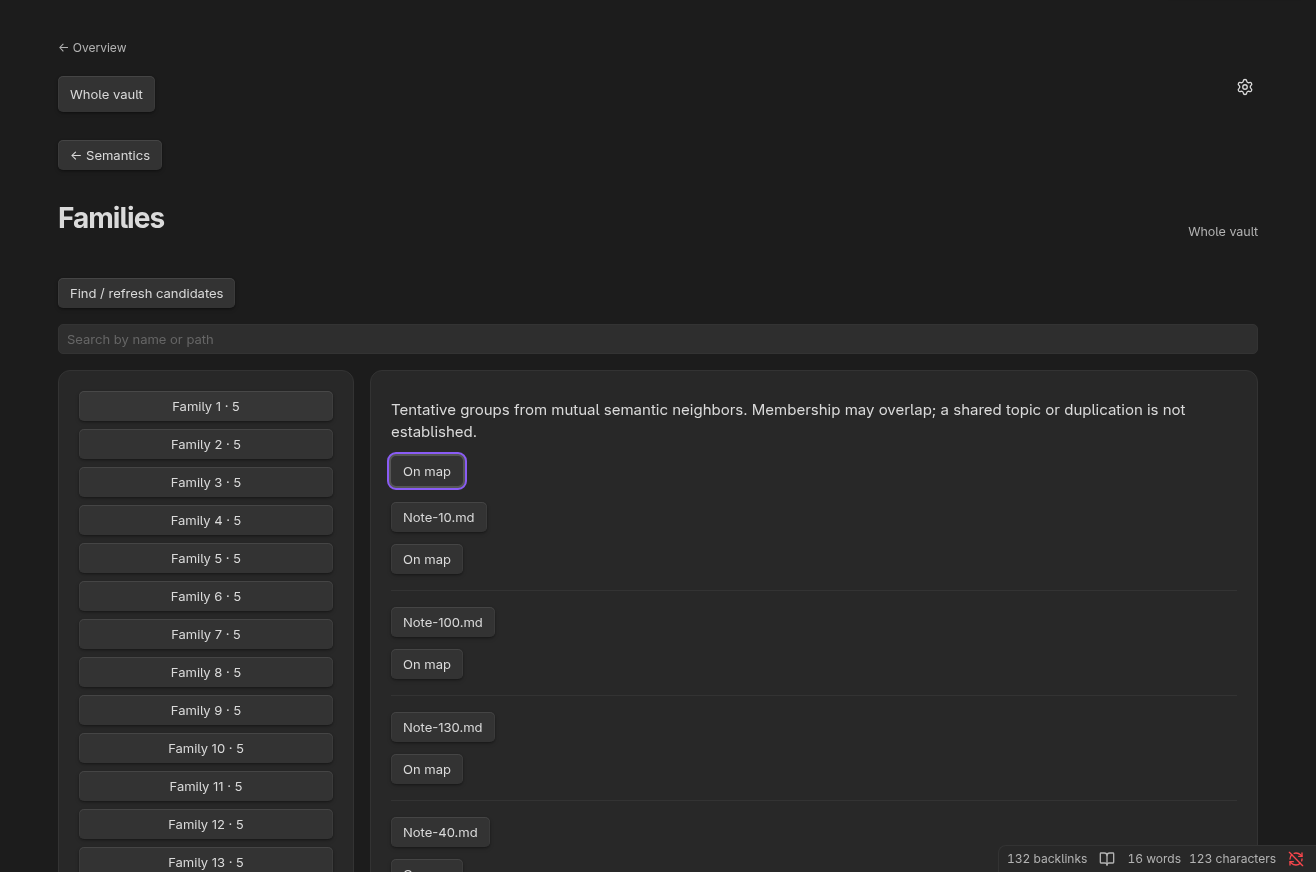 ← Overview
Whole vault
← Semantics
Families
Whole vault
Find / refresh candidates
Search by name or path
Family 1 · 5
Family 2 · 5
Family 3 · 5
Family 4 · 5
Family 5 · 5
Family 6 · 5
Family 7 · 5
Family 8 · 5
Family 9 · 5
Family 10 · 5
Family 11 · 5
Family 12 · 5
Family 13 · 5
Tentative groups from mutual semantic neighbors. Membership may overlap; a shared topic or duplication is not
established.
On map
Note-10.md
On map
Note-100.md
On map
Note-130.md
On map
Note-40.md
132 backlinks 16 words 123 characters